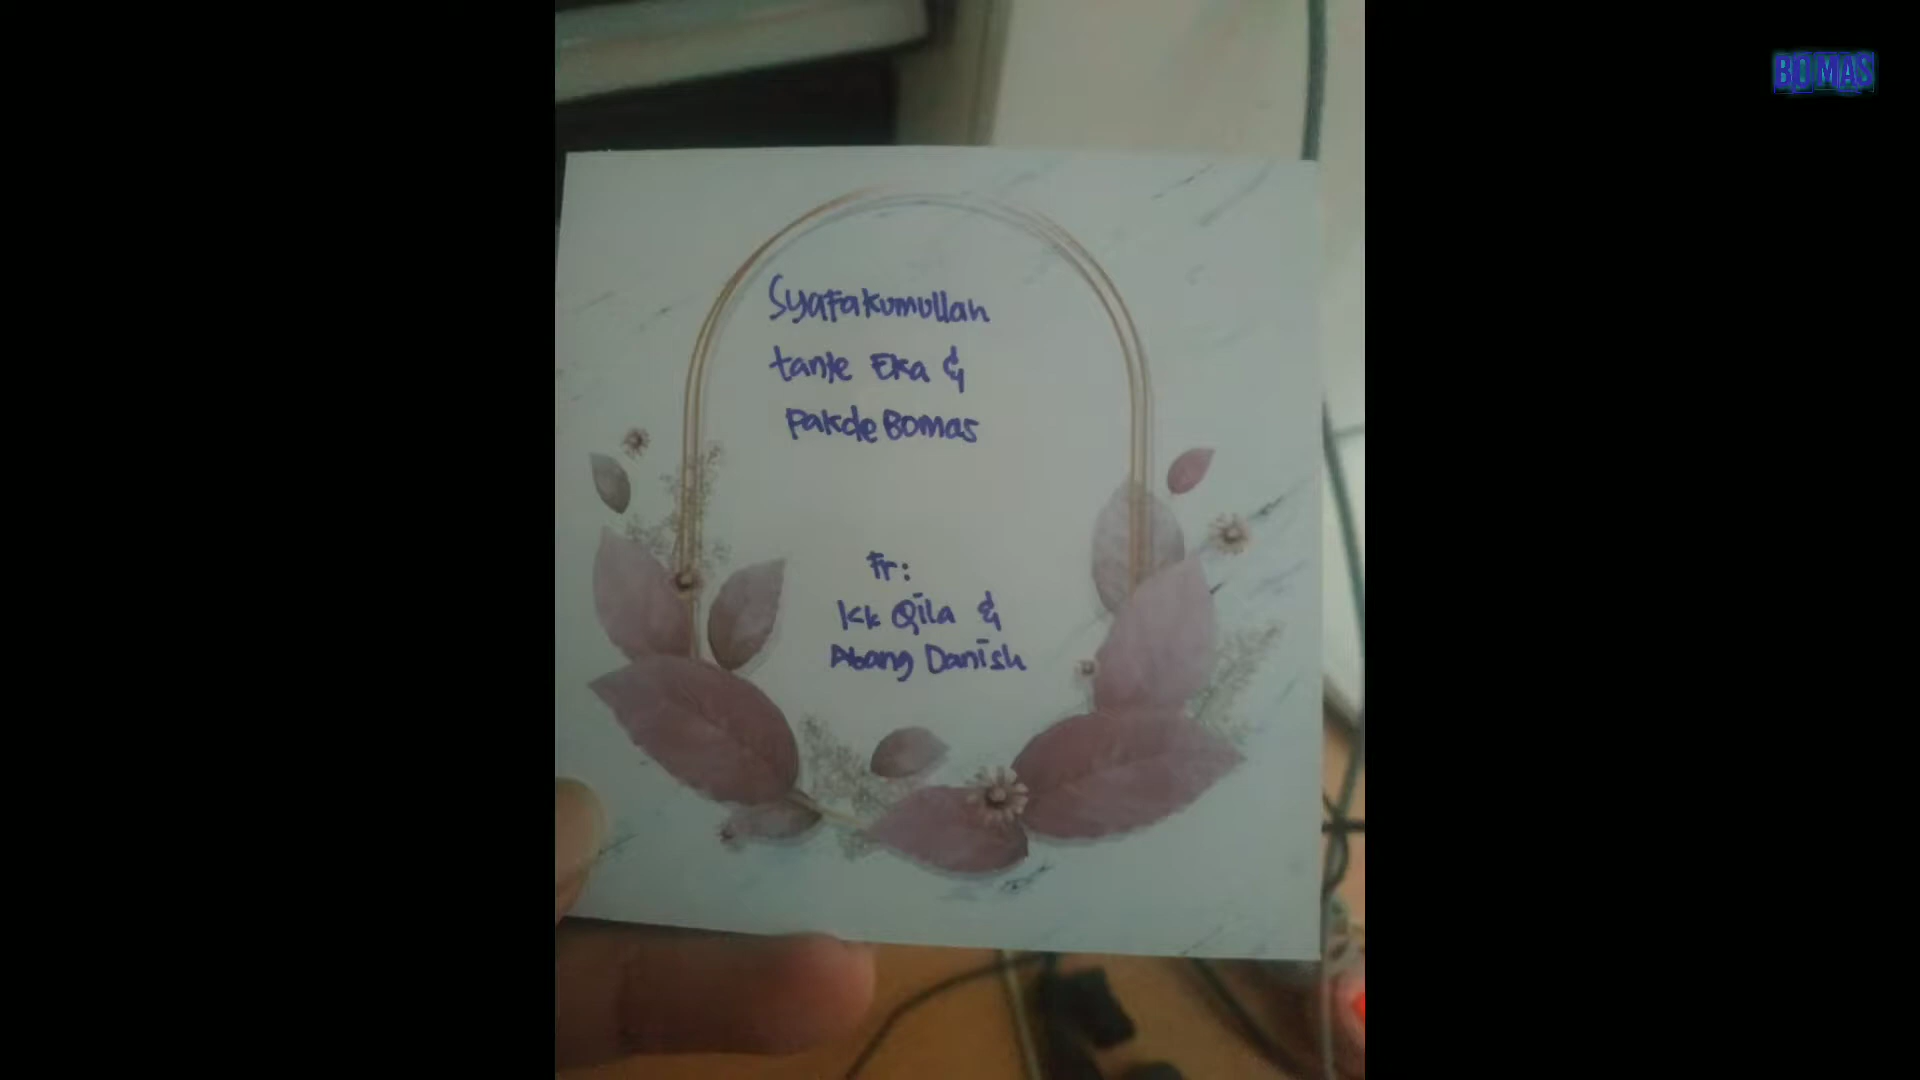 BOMAS
Syafakumullah
tante Eka &
Pakde Bomas
Fr:
Kk Qila &
Abang Danish